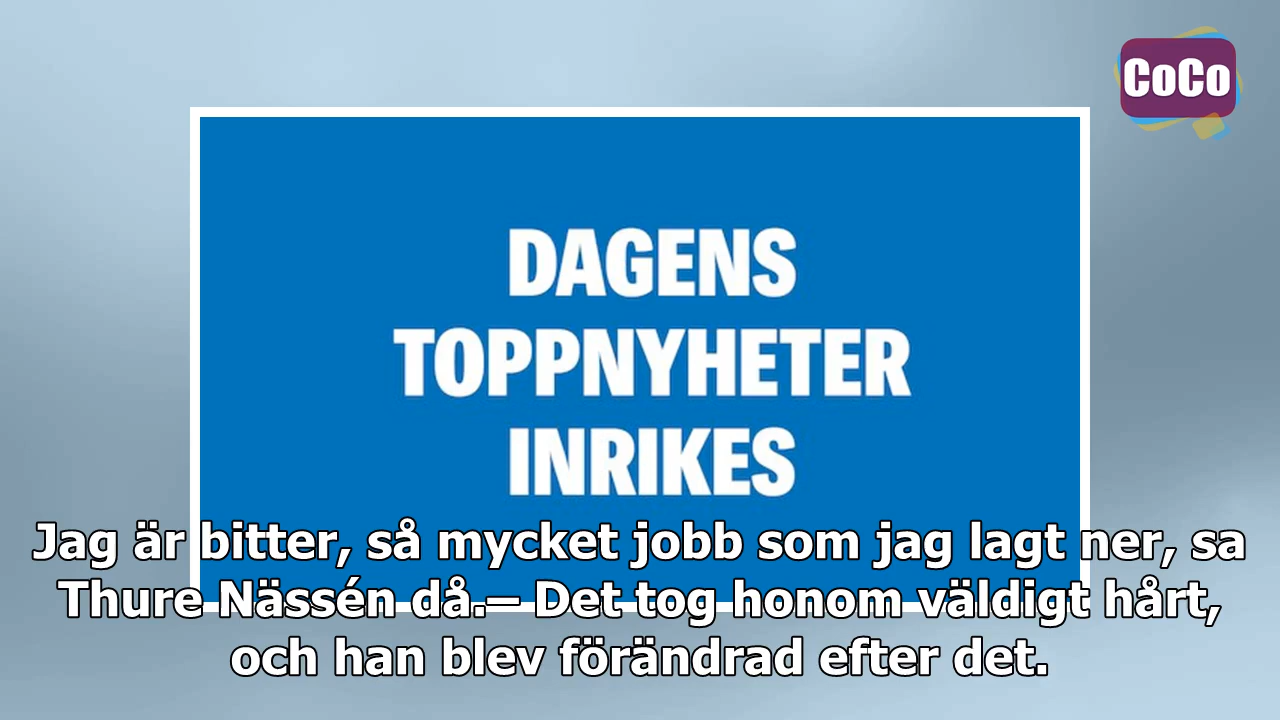 CoCo
DAGENS
TOPPNYHETER
INRIKES
Jag är bitter, så mycket jobb som jag lagt ner, sa
Thure Nässén då.— Det tog honom väldigt hårt,
och han blev förändrad efter det.